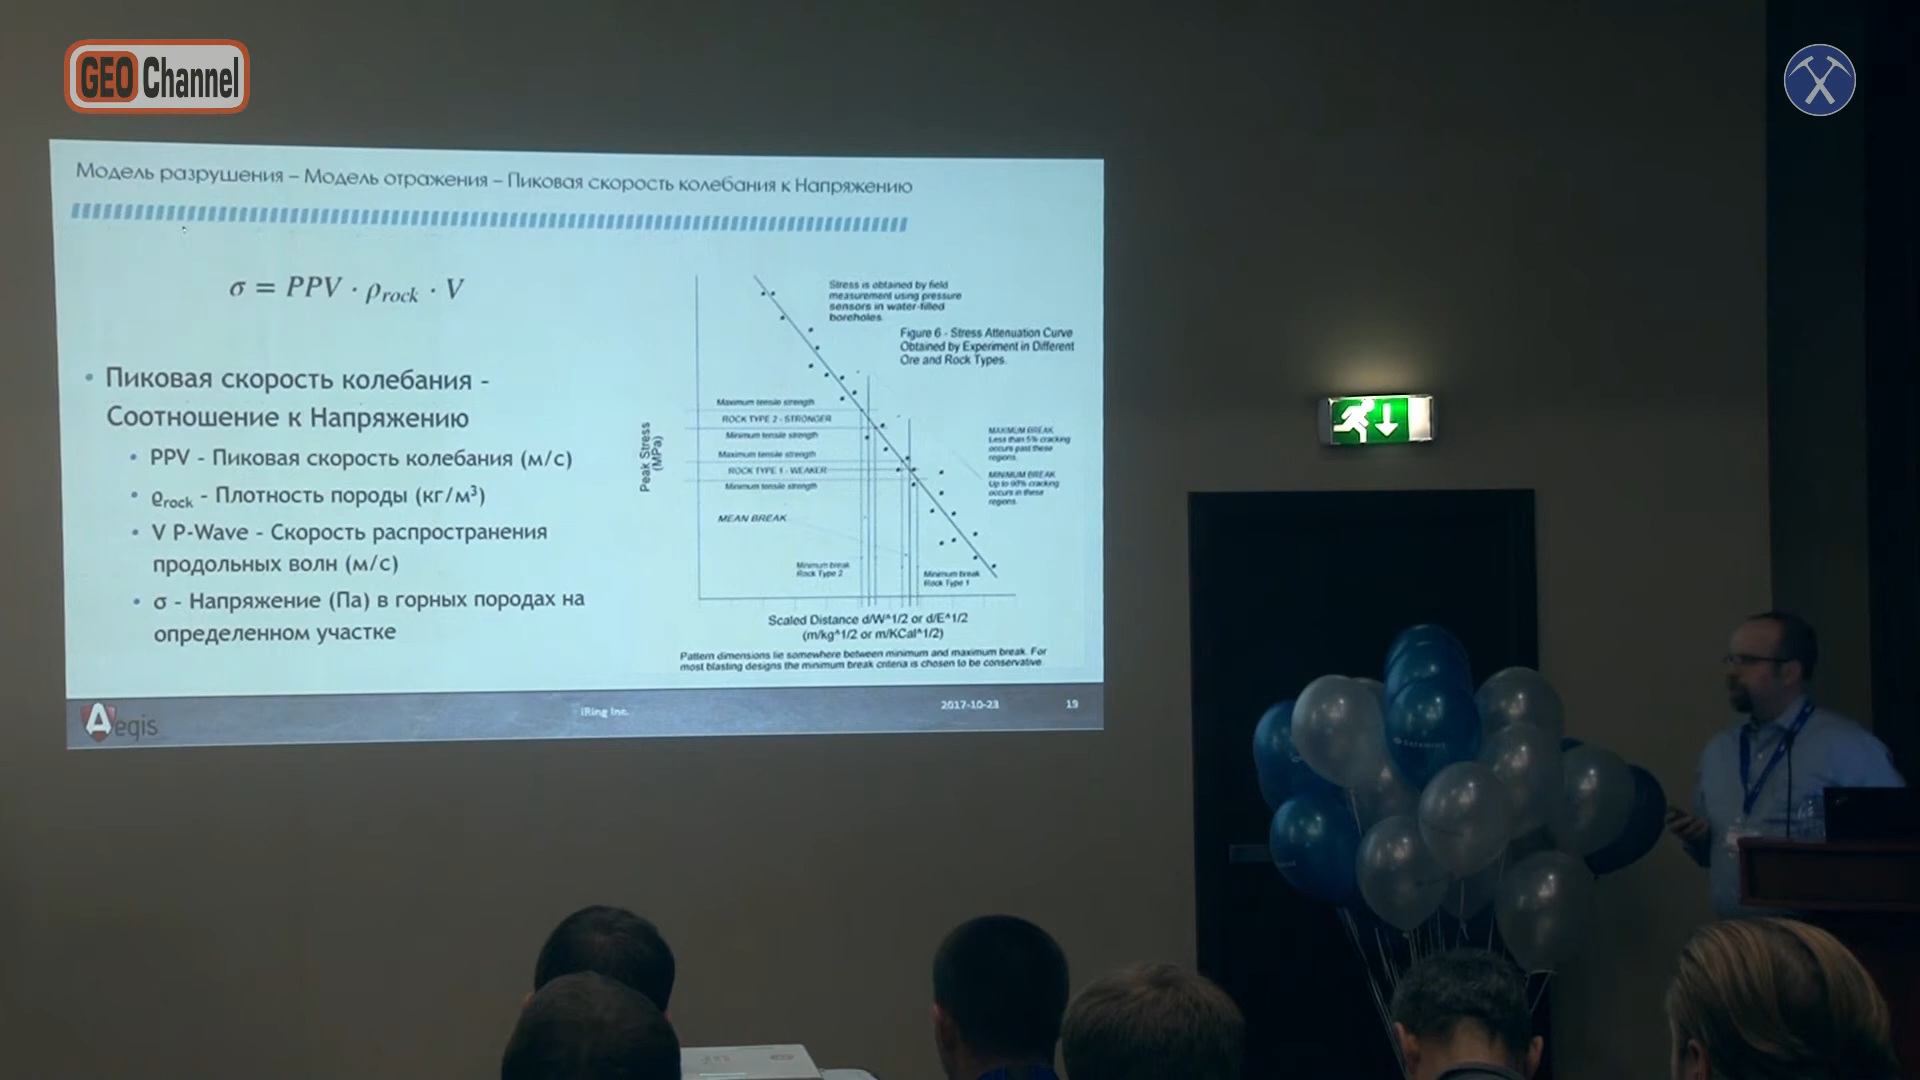 GEO Channel
Модель разрушения – Модель отражения – Пиковая скорость колебания к Напряжению
σ = PPV · ρrock · V
• Пиковая скорость колебания -
Соотношение к Напряжению
• PPV - Пиковая скорость колебания (м/с)
• ϱrock - Плотность породы (кг/м³)
• V P-Wave - Скорость распространения
продольных волн (м/с)
• σ - Напряжение (Па) в горных породах на
определенном участке
Stress is obtained by field
measurement using pressure
sensors in water-filled
boreholes.
Figure 6 - Stress Attenuation Curve
Obtained by Experiment in Different
Ore and Rock Types.
Maximum tensile strength
ROCK TYPE 2 - STRONGER
Minimum tensile strength
Maximum tensile strength
ROCK TYPE 1 - WEAKER
Minimum tensile strength
MEAN BREAK
MAXIMUM BREAK
Less than 5% cracking
occurs past these
regions.
MINIMUM BREAK
Up to 90% cracking
occurs in these
regions.
Minimum break
Rock Type 2
Minimum break
Rock Type 1
Peak Stress
(MPa)
Scaled Distance d/W^1/2 or d/E^1/2
(m/kg^1/2 or m/KCal^1/2)
Pattern dimensions lie somewhere between minimum and maximum break. For
most blasting designs the minimum break criteria is chosen to be conservative.
Aegis
iRing Inc.
2017-10-23
19